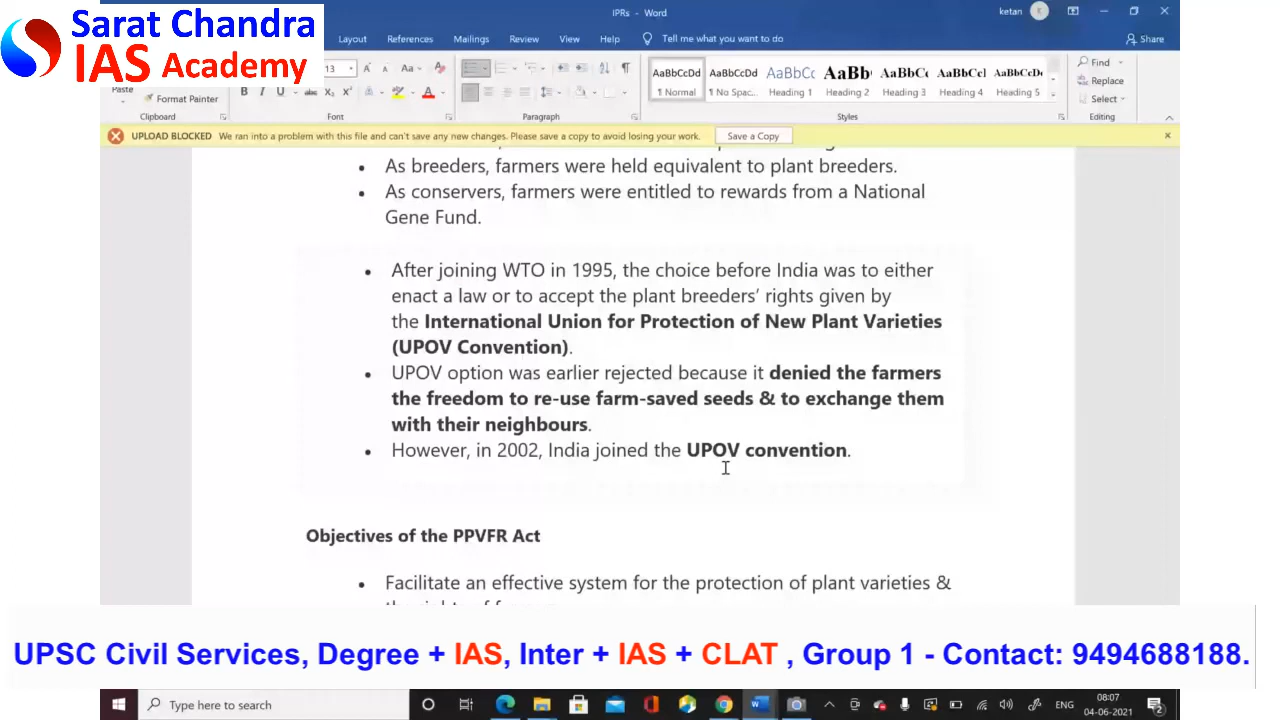 Sarat Chandra
IAS Academy
IPRs - Word
ketan
K
Layout References Mailings Review View Help Tell me what you want to do
Share
13
Paste
Format Painter
Clipboard
Font
Paragraph
AaBbCcDd AaBbCcDd AaBbCc AaBb AaBbCc AaBbCcI AaBbCcDc
¶ Normal ¶ No Spac... Heading 1 Heading 2 Heading 3 Heading 4 Heading 5
Styles
Find
Replace
Select
Editing
UPLOAD BLOCKED We ran into a problem with this file and can't save any new changes. Please save a copy to avoid losing your work. Save a Copy
• As breeders, farmers were held equivalent to plant breeders.
• As conservers, farmers were entitled to rewards from a National
Gene Fund.
• After joining WTO in 1995, the choice before India was to either
enact a law or to accept the plant breeders’ rights given by
the International Union for Protection of New Plant Varieties
(UPOV Convention).
• UPOV option was earlier rejected because it denied the farmers
the freedom to re-use farm-saved seeds & to exchange them
with their neighbours.
• However, in 2002, India joined the UPOV convention.
Objectives of the PPVFR Act
• Facilitate an effective system for the protection of plant varieties &
UPSC Civil Services, Degree + IAS, Inter + IAS + CLAT , Group 1 - Contact: 9494688188.
Type here to search
ENG
08:07
04-06-2021
2